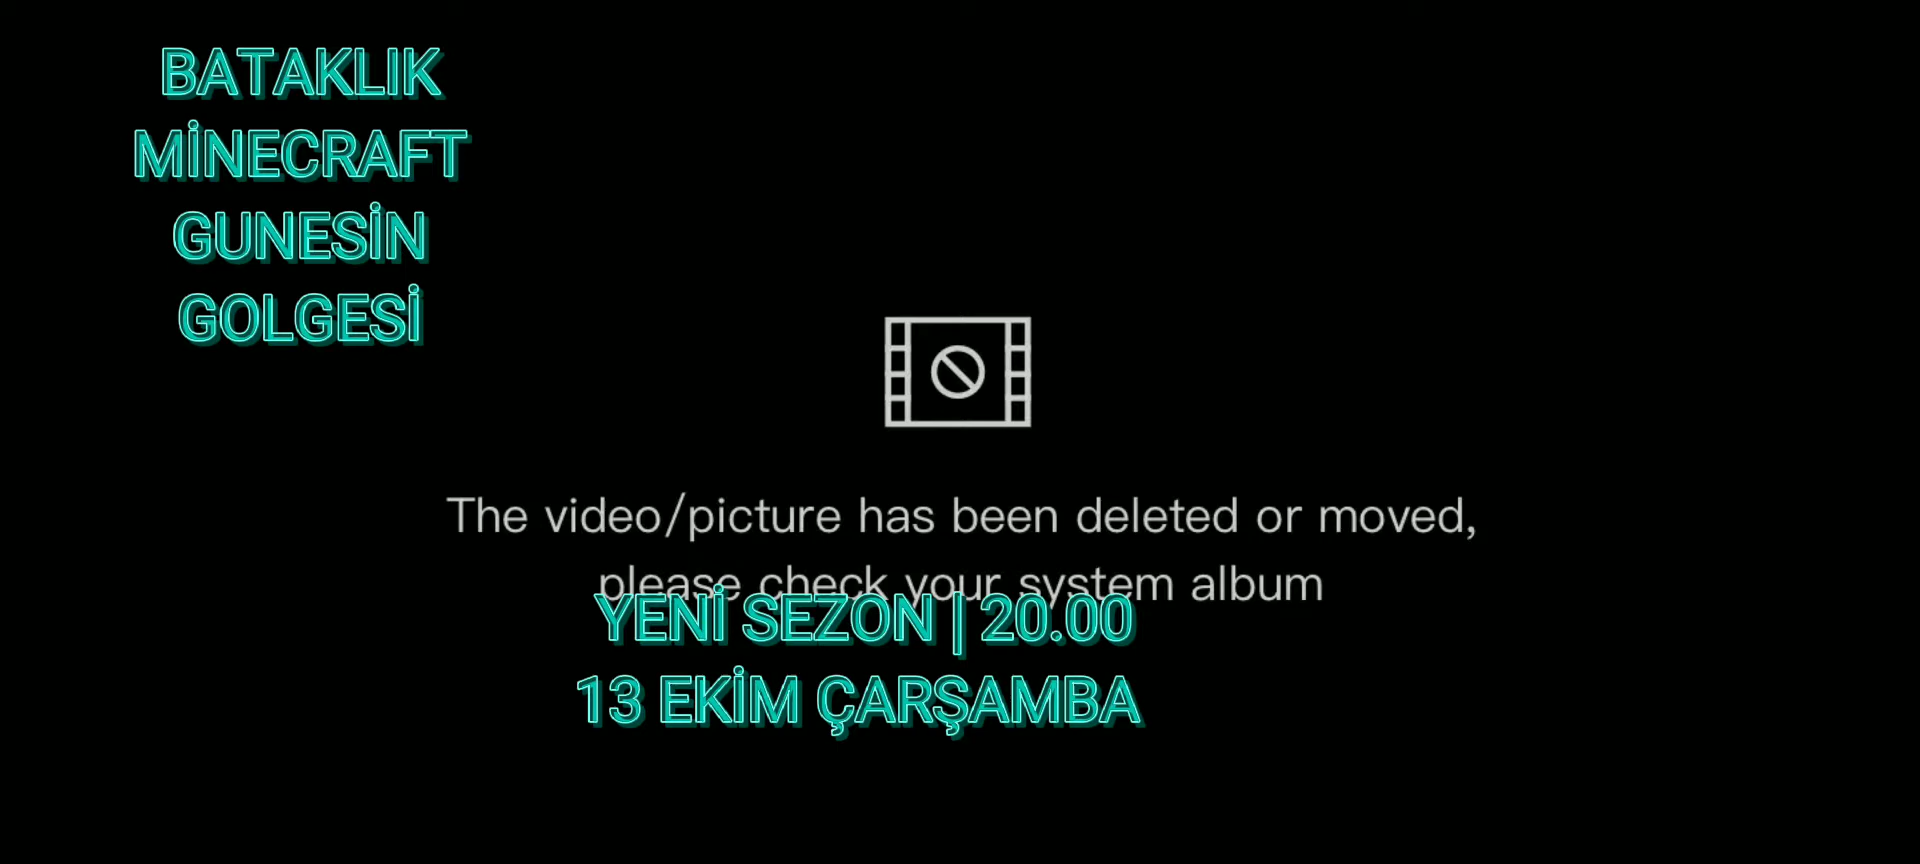 BATAKLIK
MİNECRAFT
GUNESİN
GOLGESİ
The video/picture has been deleted or moved,
please check your system album
YENİ SEZON | 20.00
13 EKİM ÇARŞAMBA